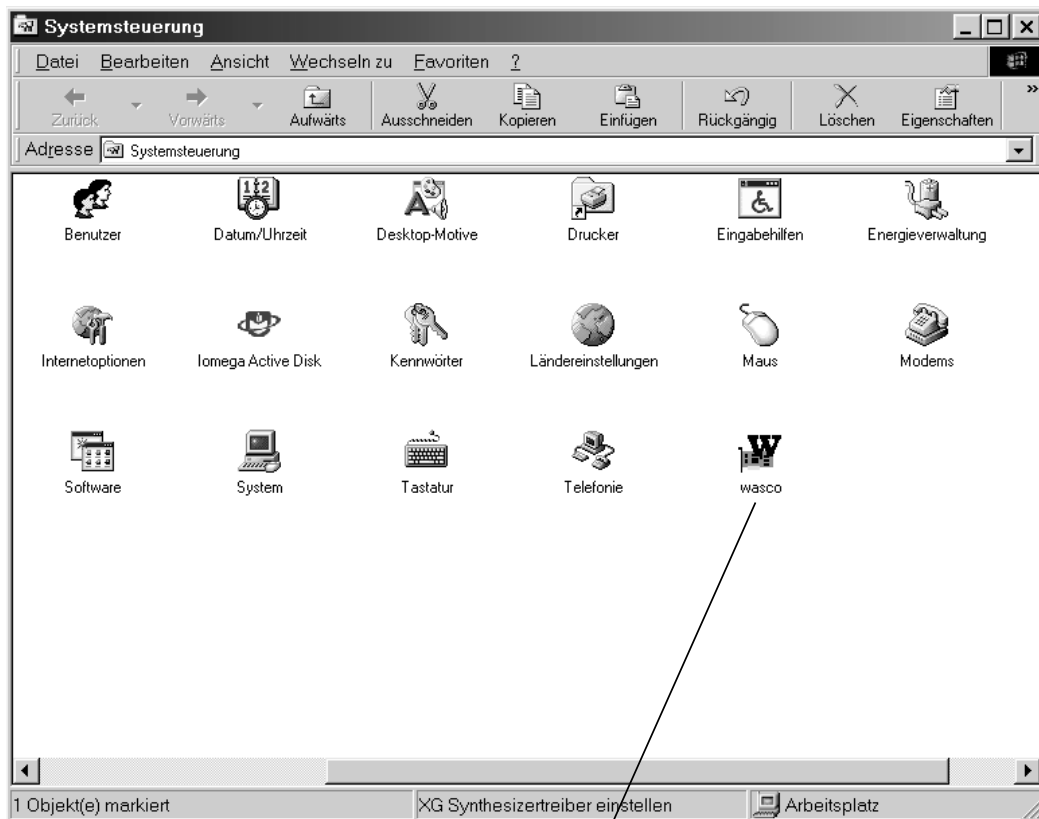 Systemsteuerung
Datei Bearbeiten Ansicht Wechseln zu Favoriten ?
Zurück Vorwärts Aufwärts Ausschneiden Kopieren Einfügen Rückgängig Löschen Eigenschaften »
Adresse Systemsteuerung
Benutzer Datum/Uhrzeit Desktop-Motive Drucker Eingabehilfen Energieverwaltung
Internetoptionen Iomega Active Disk Kennwörter Ländereinstellungen Maus Modems
Software System Tastatur Telefonie wasco
1 Objekt(e) markiert XG Synthesizertreiber einstellen Arbeitsplatz